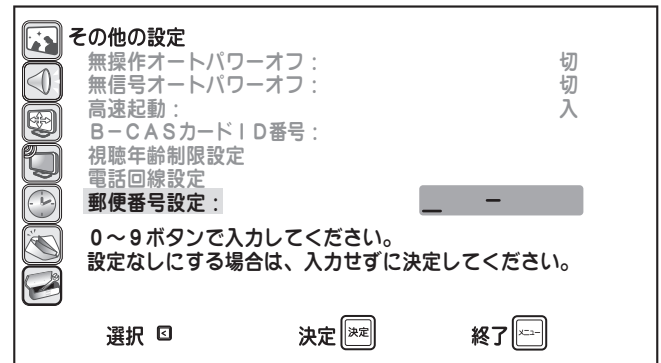 その他の設定
無操作オートパワーオフ： 切
無信号オートパワーオフ： 切
高速起動： 入
B－CASカードID番号：
視聴年齢制限設定
電話回線設定
郵便番号設定： _ －
0～9ボタンで入力してください。
設定なしにする場合は、入力せずに決定してください。
選択 決定 決定 終了 メニュー